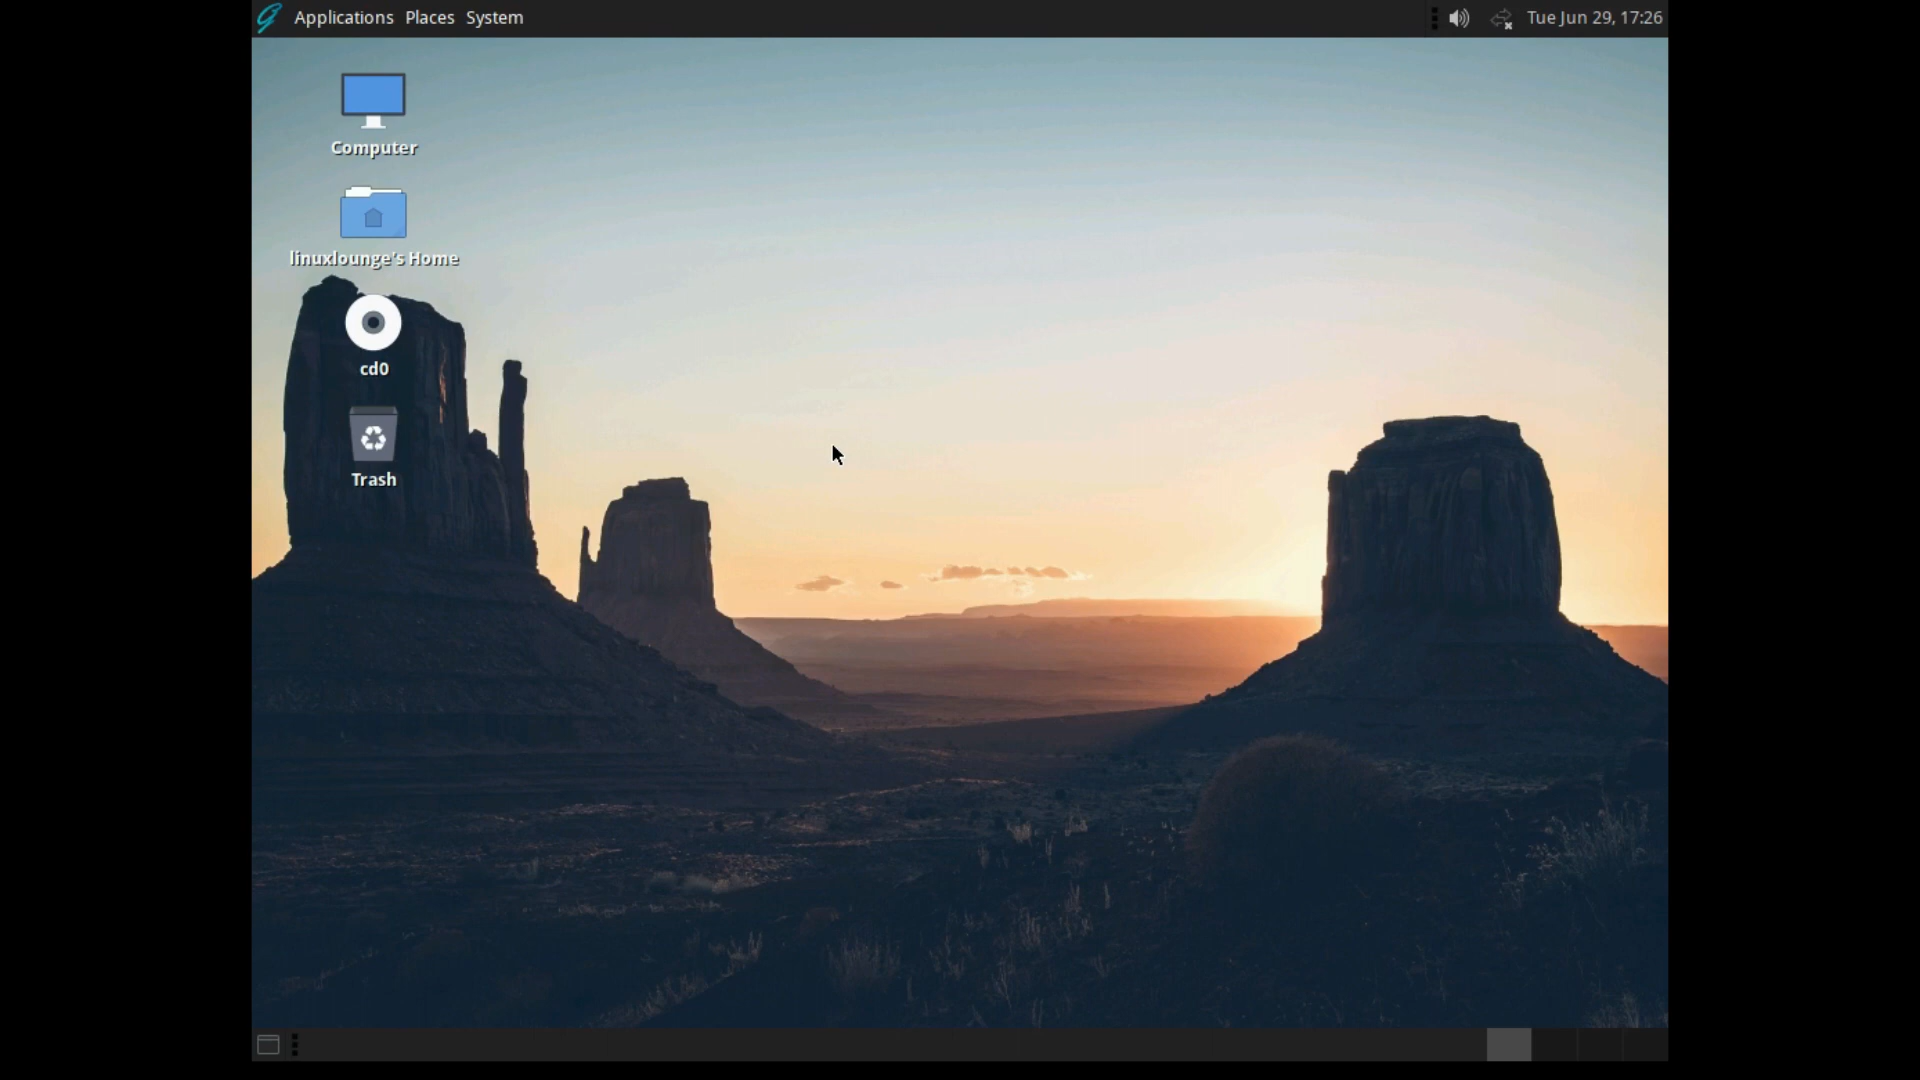 Applications Places System
Tue Jun 29, 17:26
Computer
linuxlounge's Home
cd0
Trash